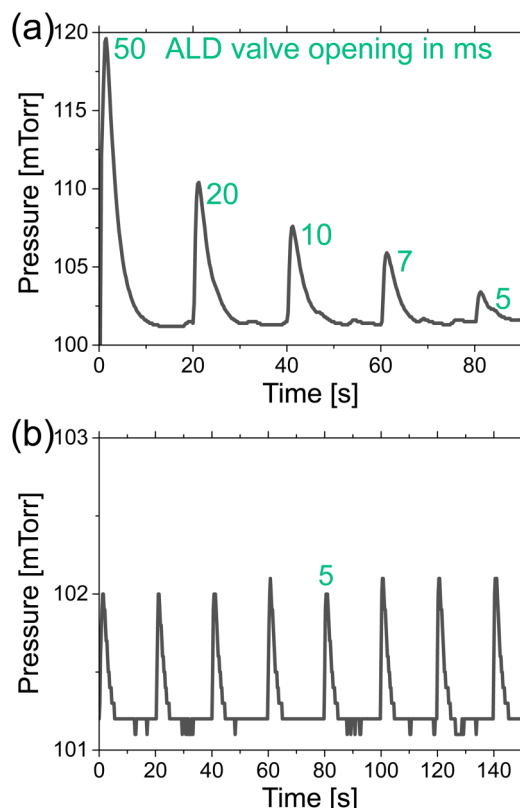 (a)
120
50 ALD valve opening in ms
115
20
110
10
7
105
5
100
Pressure [mTorr]
0 20 40 60 80
Time [s]
(b)
103
5
102
101
Pressure [mTorr]
0 20 40 60 80 100 120 140
Time [s]